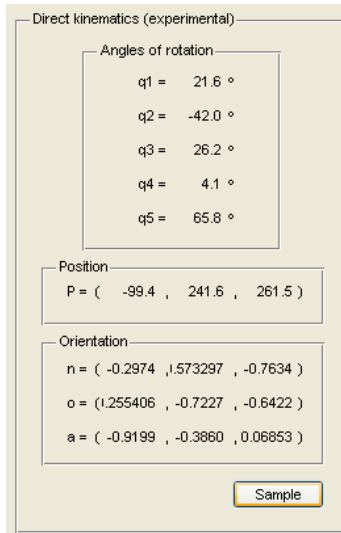 Direct kinematics (experimental)
Angles of rotation
q1 = 21.6 º
q2 = -42.0 º
q3 = 26.2 º
q4 = 4.1 º
q5 = 65.8 º
Position
P = ( -99.4 , 241.6 , 261.5 )
Orientation
n = ( -0.2974 , .573297 , -0.7634 )
o = ( .255406 , -0.7227 , -0.6422 )
a = ( -0.9199 , -0.3860 , 0.06853 )
Sample